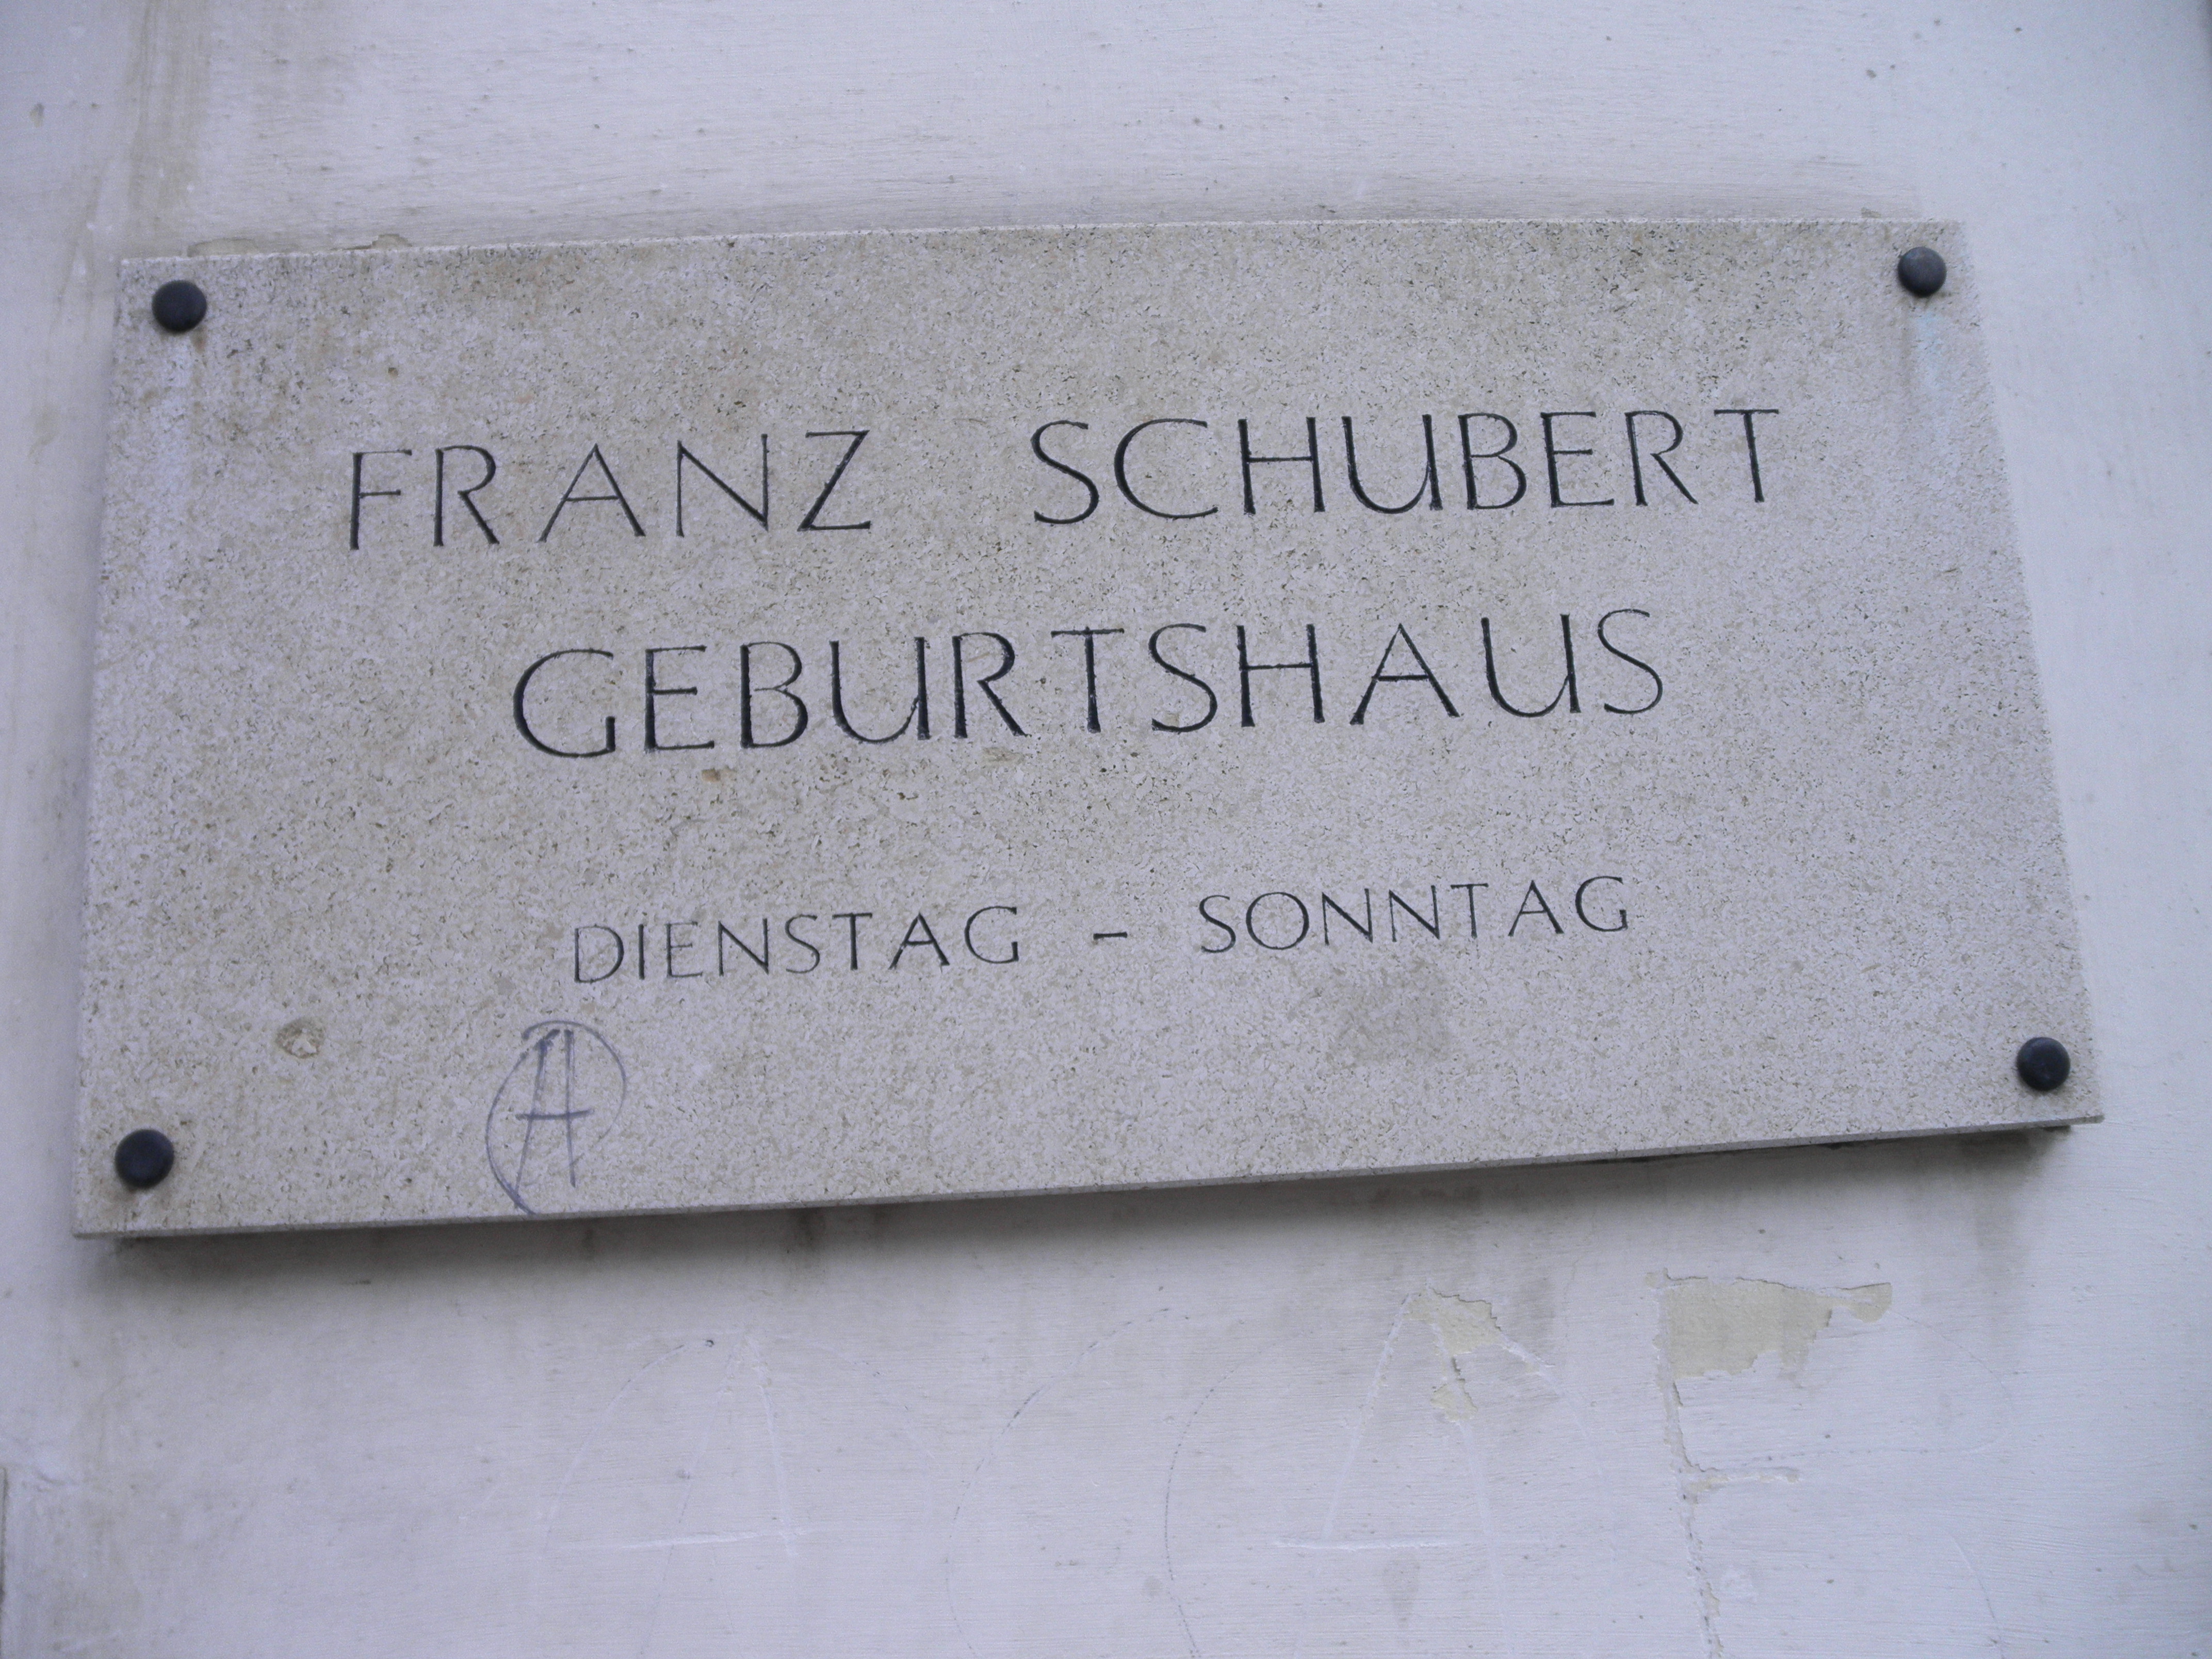 FRANZ SCHUBERT
GEBURTSHAUS
DIENSTAG - SONNTAG
A